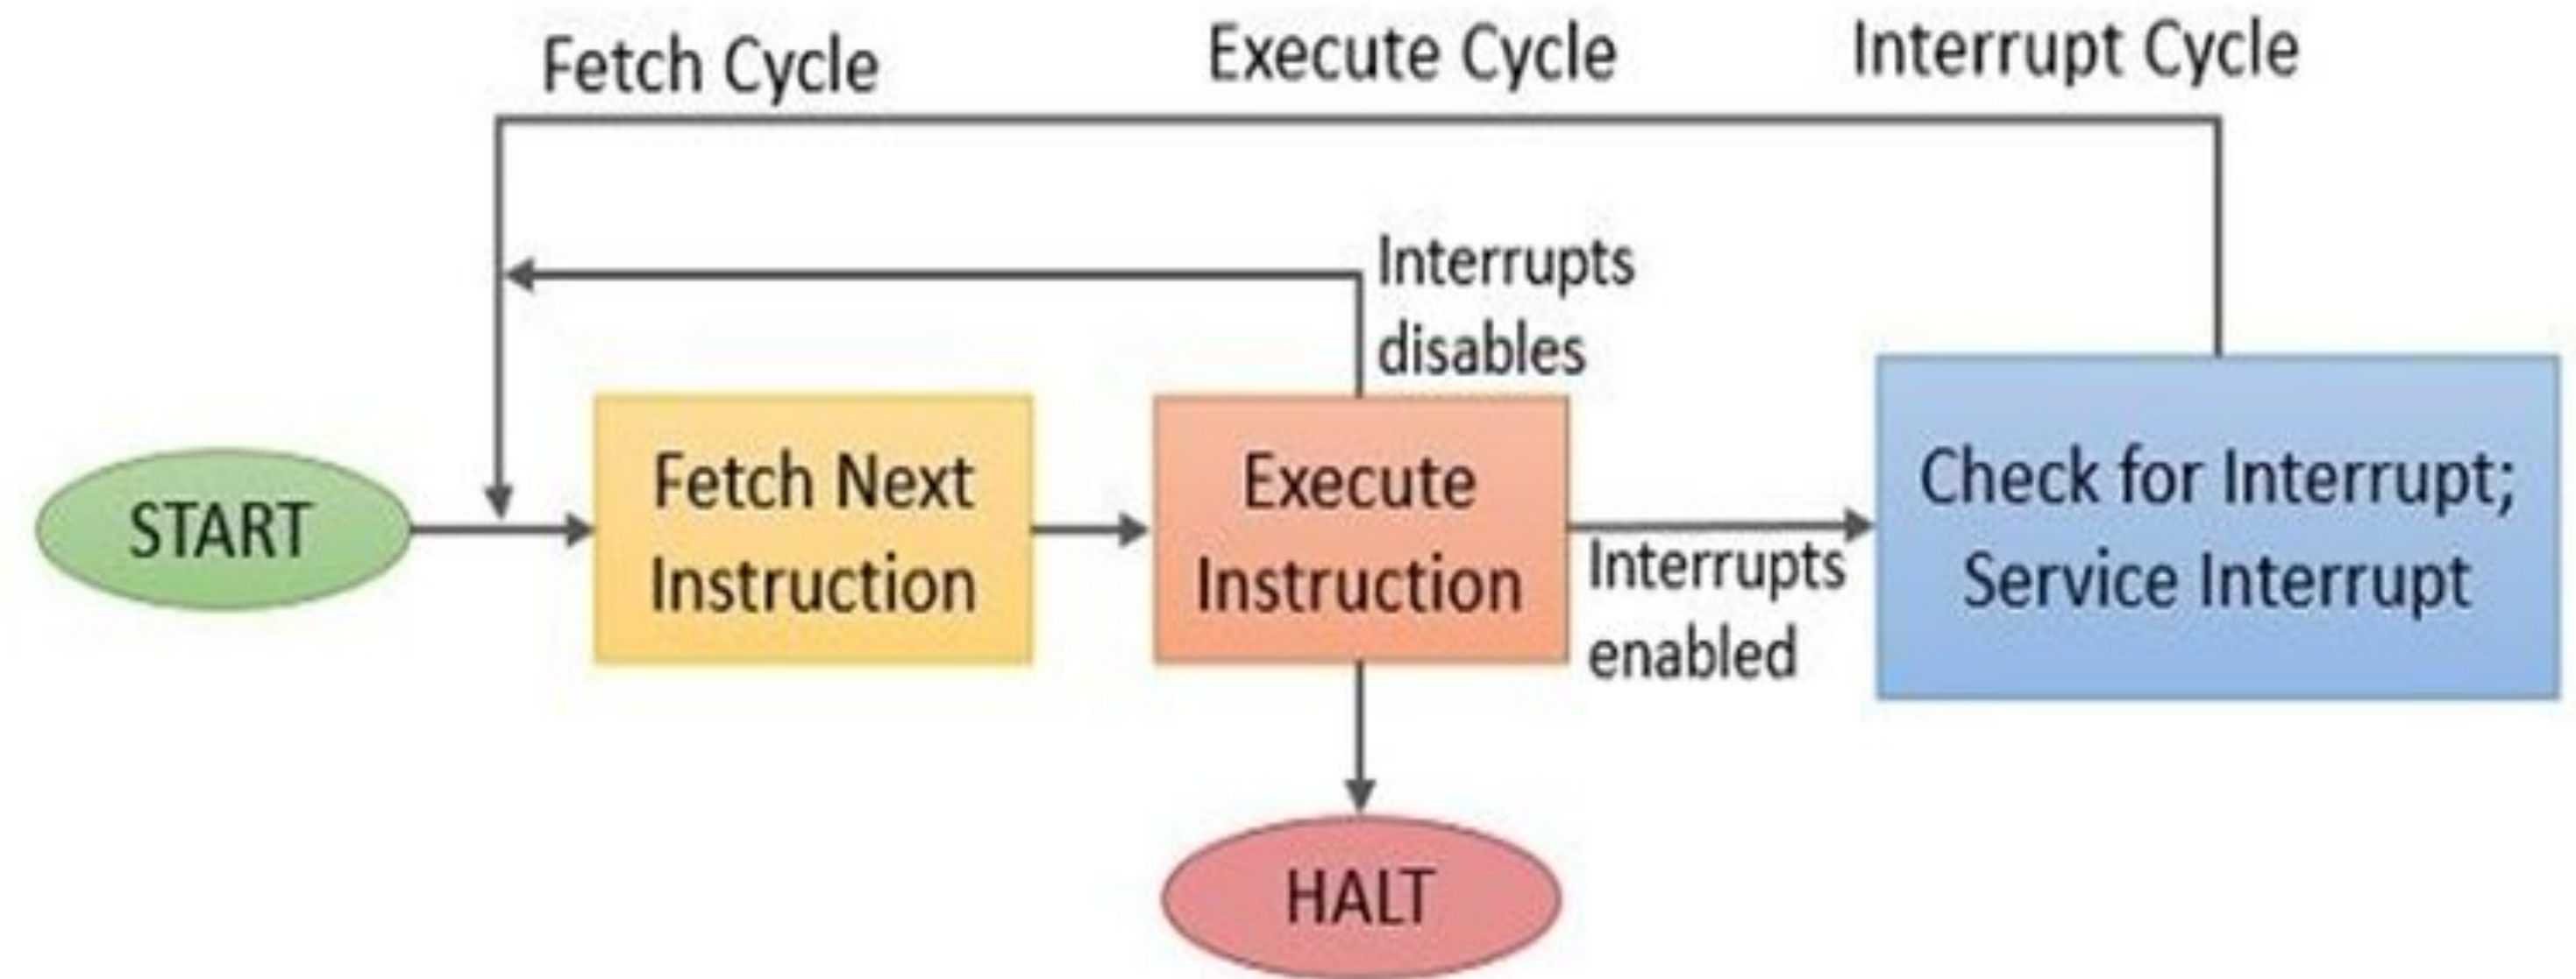 Fetch Cycle
Execute Cycle
Interrupt Cycle
Interrupts
disables
START
Fetch Next
Instruction
Execute
Instruction
Interrupts
enabled
Check for Interrupt;
Service Interrupt
HALT